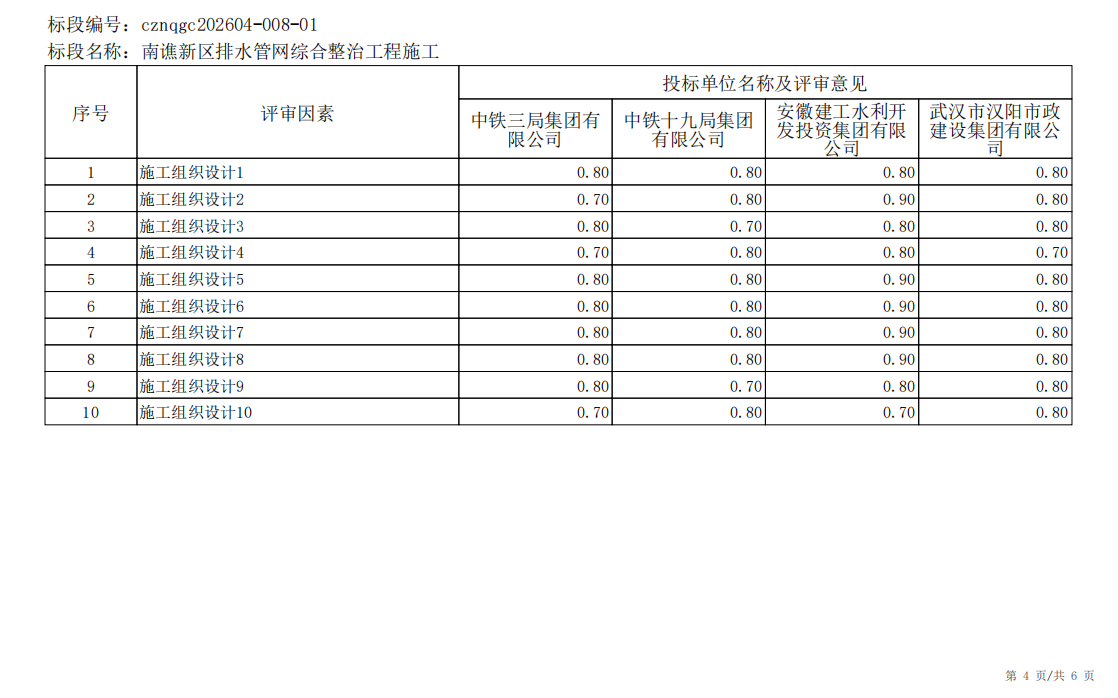 标段编号：cznqgc202604-008-01
标段名称：南谯新区排水管网综合整治工程施工
序号 评审因素 投标单位名称及评审意见
中铁三局集团有限公司 中铁十九局集团有限公司 安徽建工水利开发投资集团有限公司 武汉市汉阳市政建设集团有限公司
1 施工组织设计1 0.80 0.80 0.80 0.80
2 施工组织设计2 0.70 0.80 0.90 0.80
3 施工组织设计3 0.80 0.70 0.80 0.80
4 施工组织设计4 0.70 0.80 0.80 0.70
5 施工组织设计5 0.80 0.80 0.90 0.80
6 施工组织设计6 0.80 0.80 0.90 0.80
7 施工组织设计7 0.80 0.80 0.90 0.80
8 施工组织设计8 0.80 0.80 0.90 0.80
9 施工组织设计9 0.80 0.70 0.80 0.80
10 施工组织设计10 0.70 0.80 0.70 0.80
第 4 页/共 6 页